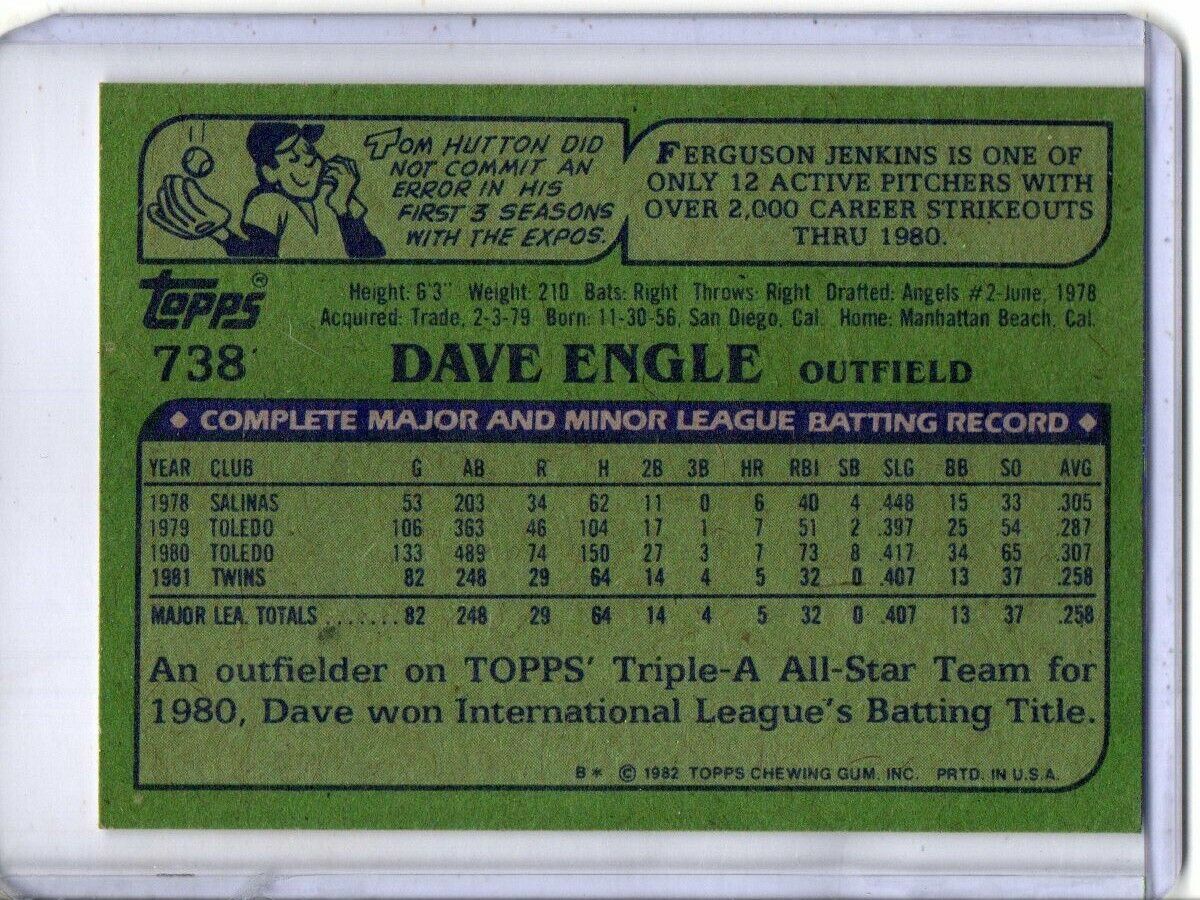 TOM HUTTON DID
NOT COMMIT AN
ERROR IN HIS
FIRST 3 SEASONS
WITH THE EXPOS.
FERGUSON JENKINS IS ONE OF
ONLY 12 ACTIVE PITCHERS WITH
OVER 2,000 CAREER STRIKEOUTS
THRU 1980.
TOPPS®
Height: 6'3" Weight: 210 Bats: Right Throws: Right Drafted: Angels #2-June, 1978
Acquired: Trade, 2-3-79 Born: 11-30-56, San Diego, Cal. Home: Manhattan Beach, Cal.
738 DAVE ENGLE OUTFIELD
◆ COMPLETE MAJOR AND MINOR LEAGUE BATTING RECORD ◆
YEAR CLUB G AB R H 2B 3B HR RBI SB SLG BB SO AVG
1978 SALINAS 53 203 34 62 11 0 6 40 4 .448 15 33 .305
1979 TOLEDO 106 363 46 104 17 1 7 51 2 .397 25 54 .287
1980 TOLEDO 133 489 74 150 27 3 7 73 8 .417 34 65 .307
1981 TWINS 82 248 29 64 14 4 5 32 0 .407 13 37 .258
MAJOR LEA. TOTALS ....... 82 248 29 64 14 4 5 32 0 .407 13 37 .258
An outfielder on TOPPS' Triple-A All-Star Team for
1980, Dave won International League's Batting Title.
B* © 1982 TOPPS CHEWING GUM, INC. PRTD. IN U.S.A.